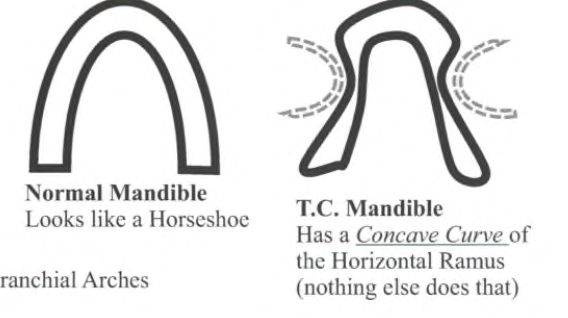 Normal Mandible
Looks like a Horseshoe
ranchial Arches
T.C. Mandible
Has a Concave Curve of
the Horizontal Ramus
(nothing else does that)